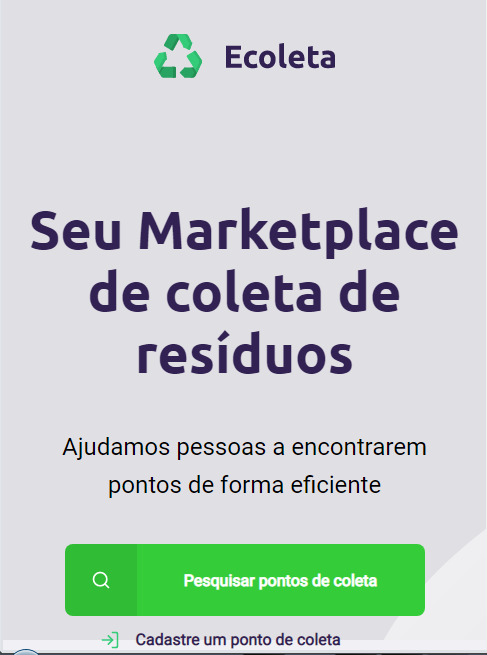 Ecoleta
Seu Marketplace
de coleta de
resíduos
Ajudamos pessoas a encontrarem
pontos de forma eficiente
Pesquisar pontos de coleta
Cadastre um ponto de coleta